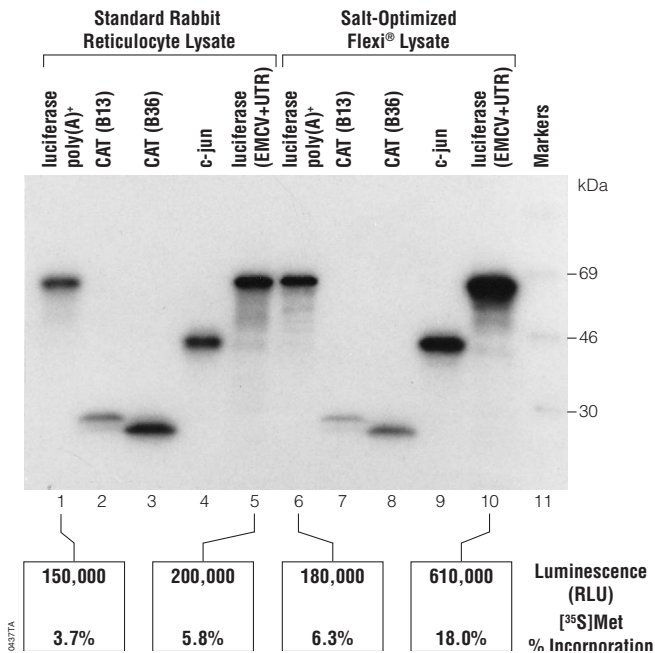 Standard Rabbit
Reticulocyte Lysate
Salt-Optimized
Flexi® Lysate
luciferase
poly(A)+
CAT (B13)
CAT (B36)
c-jun
luciferase
(EMCV+UTR)
luciferase
poly(A)+
CAT (B13)
CAT (B36)
c-jun
luciferase
(EMCV+UTR)
Markers
kDa
69
46
30
1 2 3 4 5 6 7 8 9 10 11
150,000 200,000 180,000 610,000 Luminescence
(RLU)
[³⁵S]Met
3.7% 5.8% 6.3% 18.0% % Incorporation
0437TA